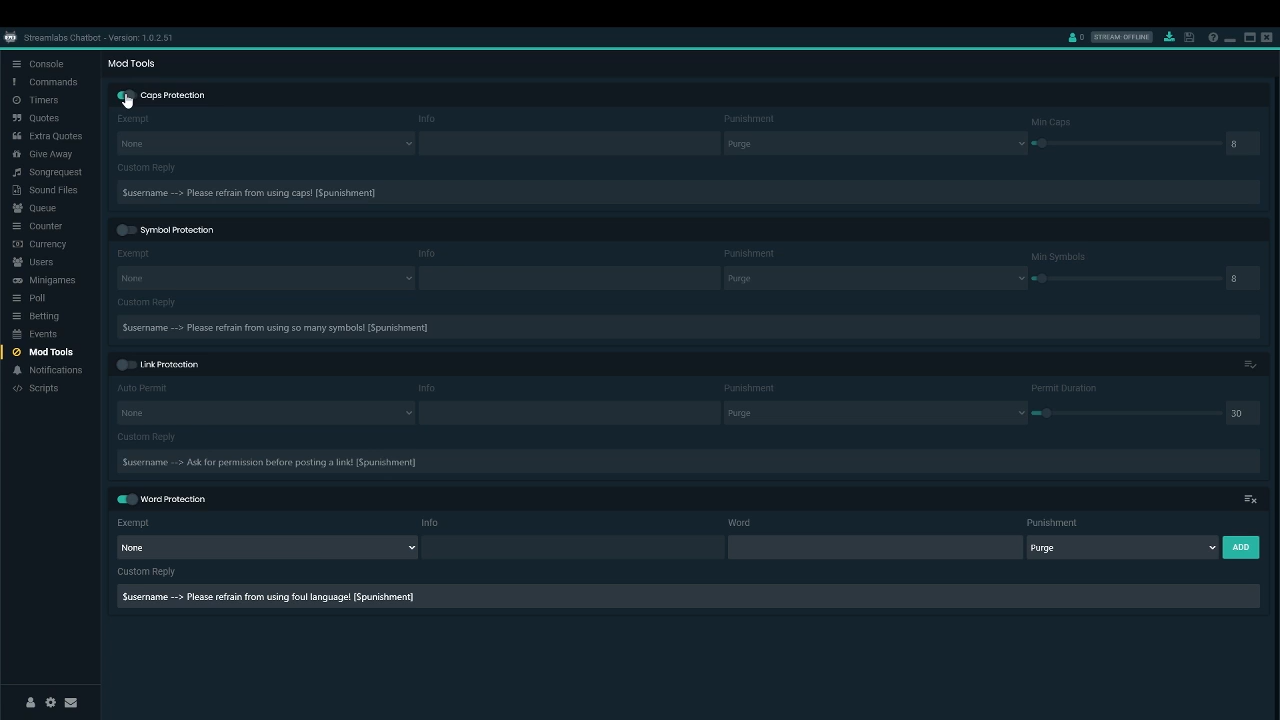 Streamlabs Chatbot - Version: 1.0.2.51
0
STREAM: OFFLINE
Console
Commands
Timers
Quotes
Extra Quotes
Give Away
Songrequest
Sound Files
Queue
Counter
Currency
Users
Minigames
Poll
Betting
Events
Mod Tools
Notifications
Scripts
Mod Tools
Caps Protection
Exempt Info Punishment Min Caps
None Purge 8
Custom Reply
$username --> Please refrain from using caps! [$punishment]
Symbol Protection
Exempt Info Punishment Min Symbols
None Purge 8
Custom Reply
$username --> Please refrain from using so many symbols! [$punishment]
Link Protection
Auto Permit Info Punishment Permit Duration
None Purge 30
Custom Reply
$username --> Ask for permission before posting a link! [$punishment]
Word Protection
Exempt Info Word Punishment
None Purge ADD
Custom Reply
$username --> Please refrain from using foul language! [$punishment]